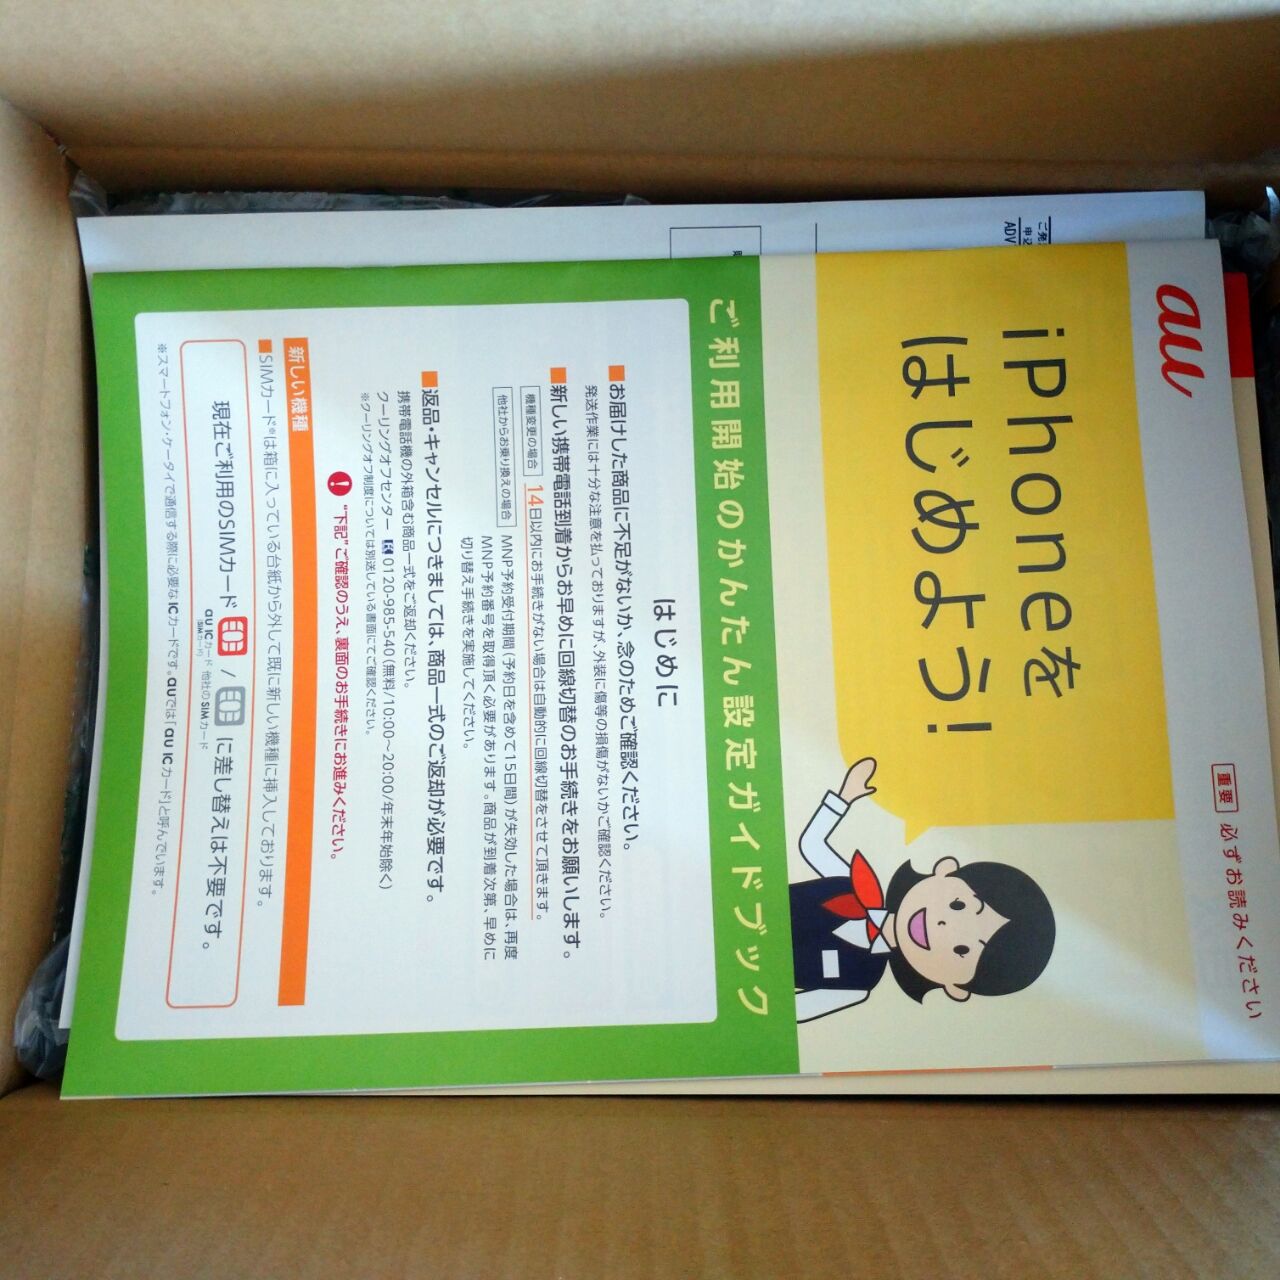 au
重要 必ずお読みください
iPhoneを
はじめよう!
ご利用開始のかんたん設定ガイドブック
はじめに
■お届けした商品に不足がないか、念のためご確認ください。
発送作業には十分な注意を払っておりますが、外装に傷等の損傷がないかご確認ください。
■新しい携帯電話到着からお早めに回線切替のお手続きをお願いします。
機種変更の場合 14日以内にお手続きがない場合は自動的に回線切替をさせて頂きます。
他社からお乗り換えの場合 MNP予約受付期間(予約日を含めて15日間)が失効した場合は、再度
MNP予約番号を取得頂く必要があります。商品が到着次第、早めに
切り替え手続きを実施してください。
■返品・キャンセルにつきましては、商品一式のご返却が必要です。
携帯電話機の外箱含む商品一式をご返却ください。
クーリングオフセンター 0120-985-540(無料/10:00～20:00/年末年始除く)
※クーリングオフ制度については別送している書面にてご確認ください。
! “下記”ご確認のうえ、裏面のお手続きにお進みください。
新しい機種
■SIMカード※は箱に入っている台紙から外して既に新しい機種に挿入しております。
現在ご利用のSIMカード / に差し替えは不要です。
au ICカード 他社のSIMカード
(SIMカード)
※スマートフォン・ケータイで通信する際に必要なICカードです。auでは「au ICカード」と呼んでいます。
申込
ADV